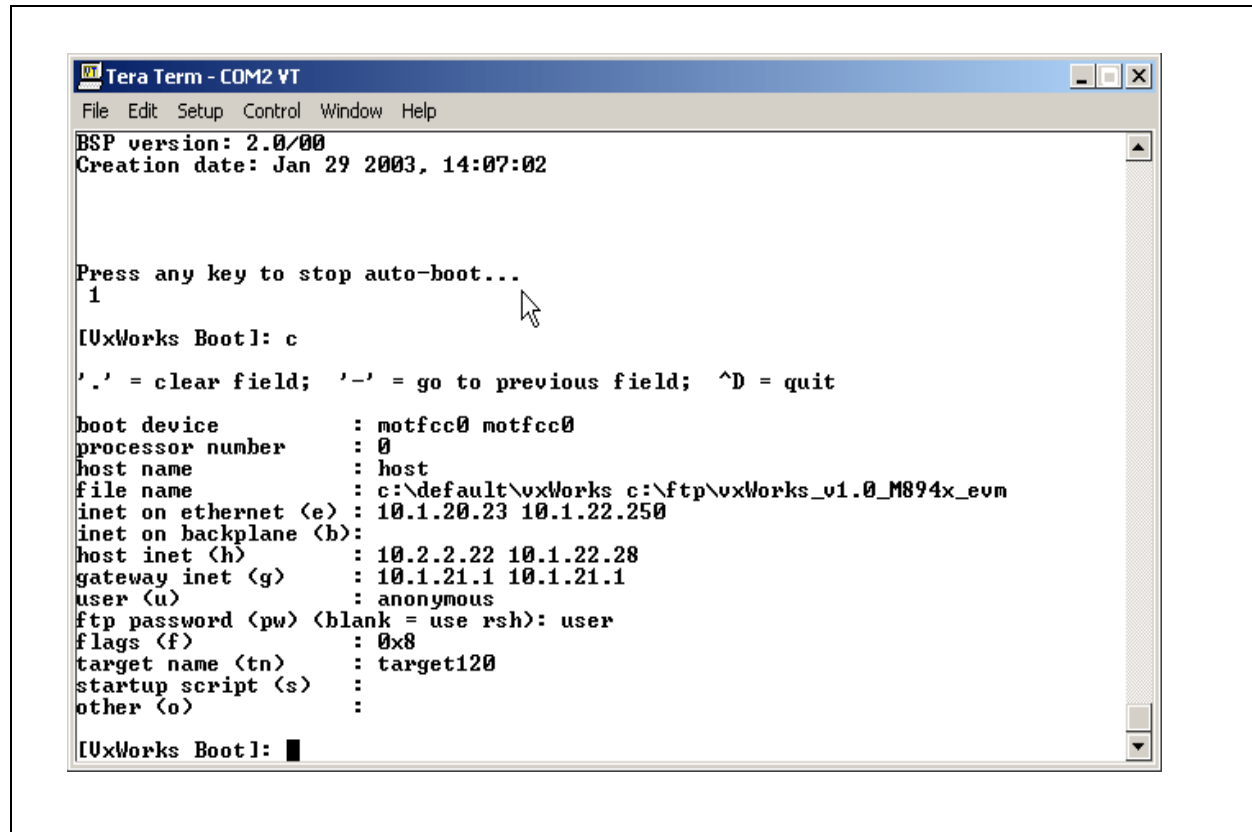 Tera Term - COM2 VT
File Edit Setup Control Window Help
BSP version: 2.0/00
Creation date: Jan 29 2003, 14:07:02
Press any key to stop auto-boot...
1
[VxWorks Boot]: c
'.' = clear field; '-' = go to previous field; ^D = quit
boot device : motfcc0 motfcc0
processor number : 0
host name : host
file name : c:\default\vxWorks c:\ftp\vxWorks_v1.0_M894x_evm
inet on ethernet (e) : 10.1.20.23 10.1.22.250
inet on backplane (b):
host inet (h) : 10.2.2.22 10.1.22.28
gateway inet (g) : 10.1.21.1 10.1.21.1
user (u) : anonymous
ftp password (pw) (blank = use rsh): user
flags (f) : 0x8
target name (tn) : target120
startup script (s) :
other (o) :
[VxWorks Boot]: